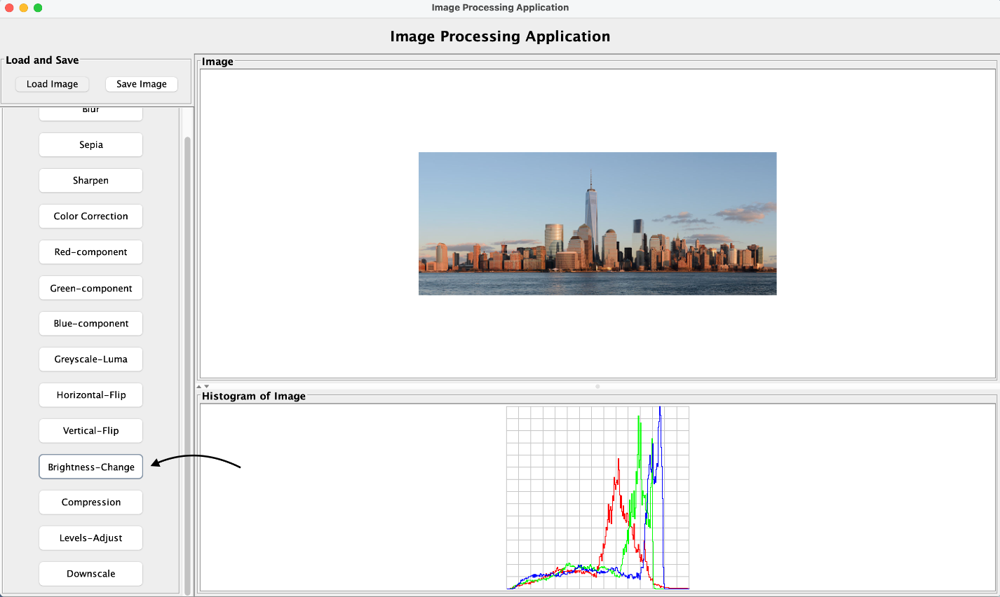 Image Processing Application
Image Processing Application
Load and Save
Load Image
Save Image
Blur
Sepia
Sharpen
Color Correction
Red-component
Green-component
Blue-component
Greyscale-Luma
Horizontal-Flip
Vertical-Flip
Brightness-Change
Compression
Levels-Adjust
Downscale
Image
Histogram of Image